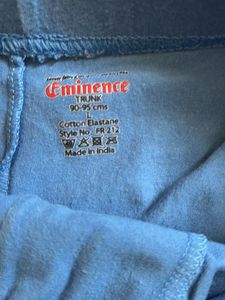 Eminence
TRUNK
90-95 cms
L
Cotton Elastane
Style No. FR 212
Made in India